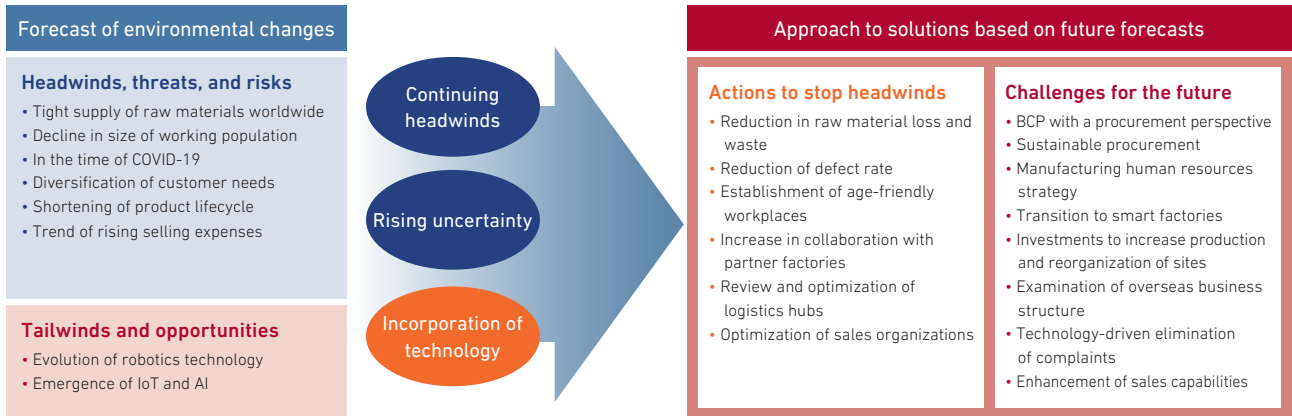 Forecast of environmental changes
Headwinds, threats, and risks
• Tight supply of raw materials worldwide
• Decline in size of working population
• In the time of COVID-19
• Diversification of customer needs
• Shortening of product lifecycle
• Trend of rising selling expenses
Tailwinds and opportunities
• Evolution of robotics technology
• Emergence of IoT and AI
Continuing
headwinds
Rising uncertainty
Incorporation of
technology
Approach to solutions based on future forecasts
Actions to stop headwinds
• Reduction in raw material loss and
waste
• Reduction of defect rate
• Establishment of age-friendly
workplaces
• Increase in collaboration with
partner factories
• Review and optimization of
logistics hubs
• Optimization of sales organizations
Challenges for the future
• BCP with a procurement perspective
• Sustainable procurement
• Manufacturing human resources
strategy
• Transition to smart factories
• Investments to increase production
and reorganization of sites
• Examination of overseas business
structure
• Technology-driven elimination
of complaints
• Enhancement of sales capabilities